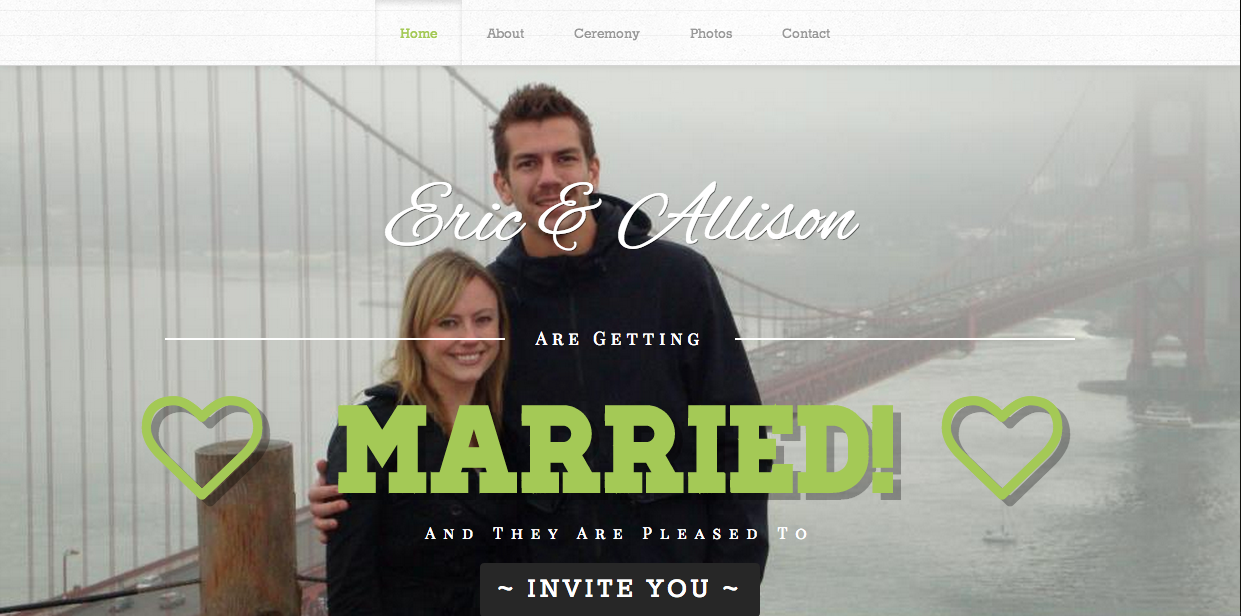 Home About Ceremony Photos Contact
Eric & Allison
Are Getting
MARRIED!
And They Are Pleased To
~ INVITE YOU ~